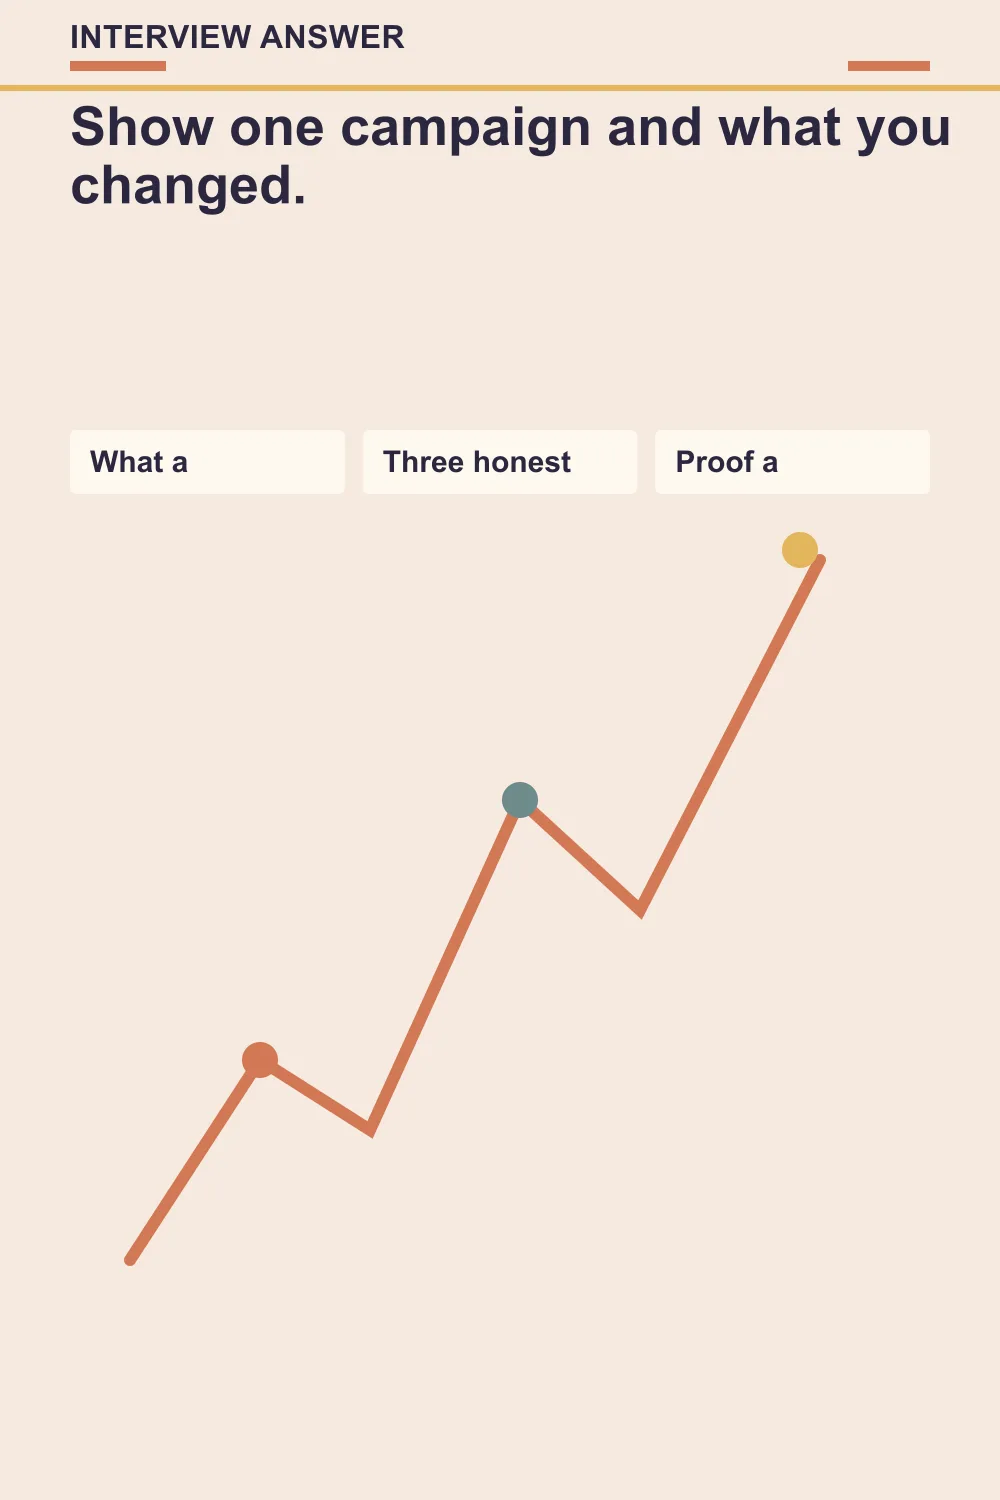 INTERVIEW ANSWER
Show one campaign and what you
changed.
What a
Three honest
Proof a